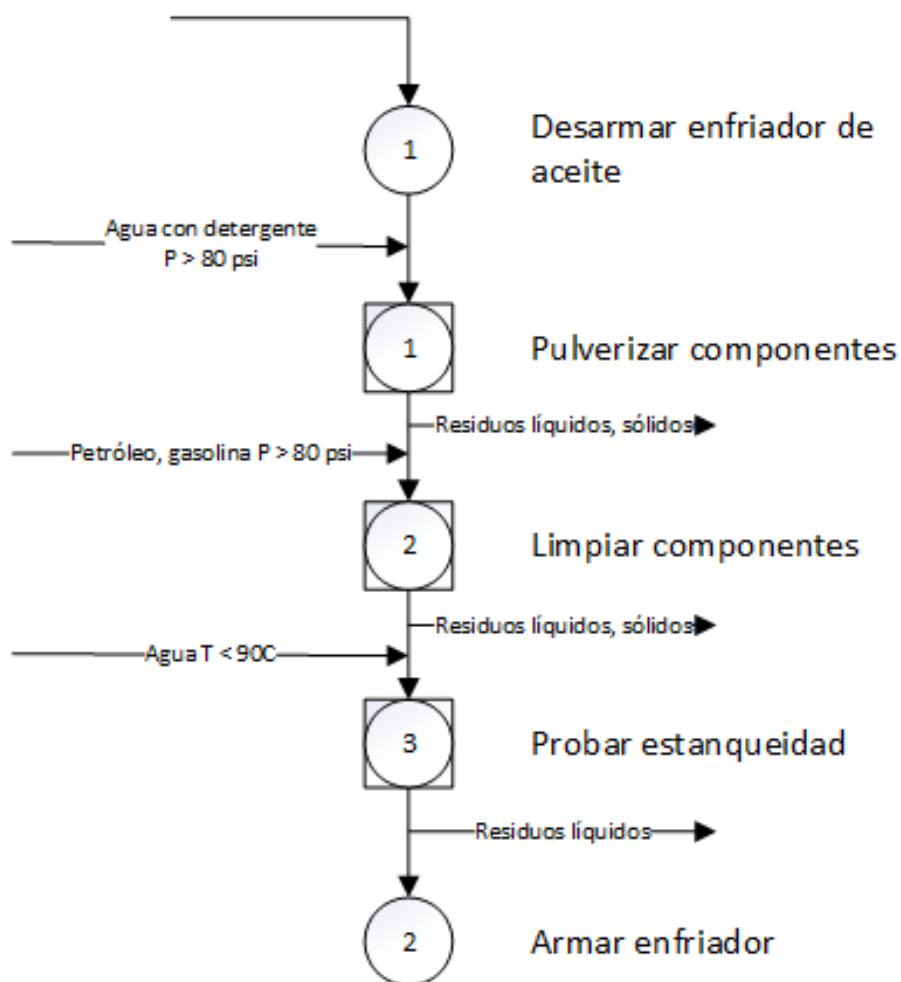 1
Desarmar enfriador de
aceite
Agua con detergente
P > 80 psi
1
Pulverizar componentes
Residuos líquidos, sólidos
Petróleo, gasolina P > 80 psi
2
Limpiar componentes
Residuos líquidos, sólidos
Agua T < 90C
3
Probar estanqueidad
Residuos líquidos
2
Armar enfriador